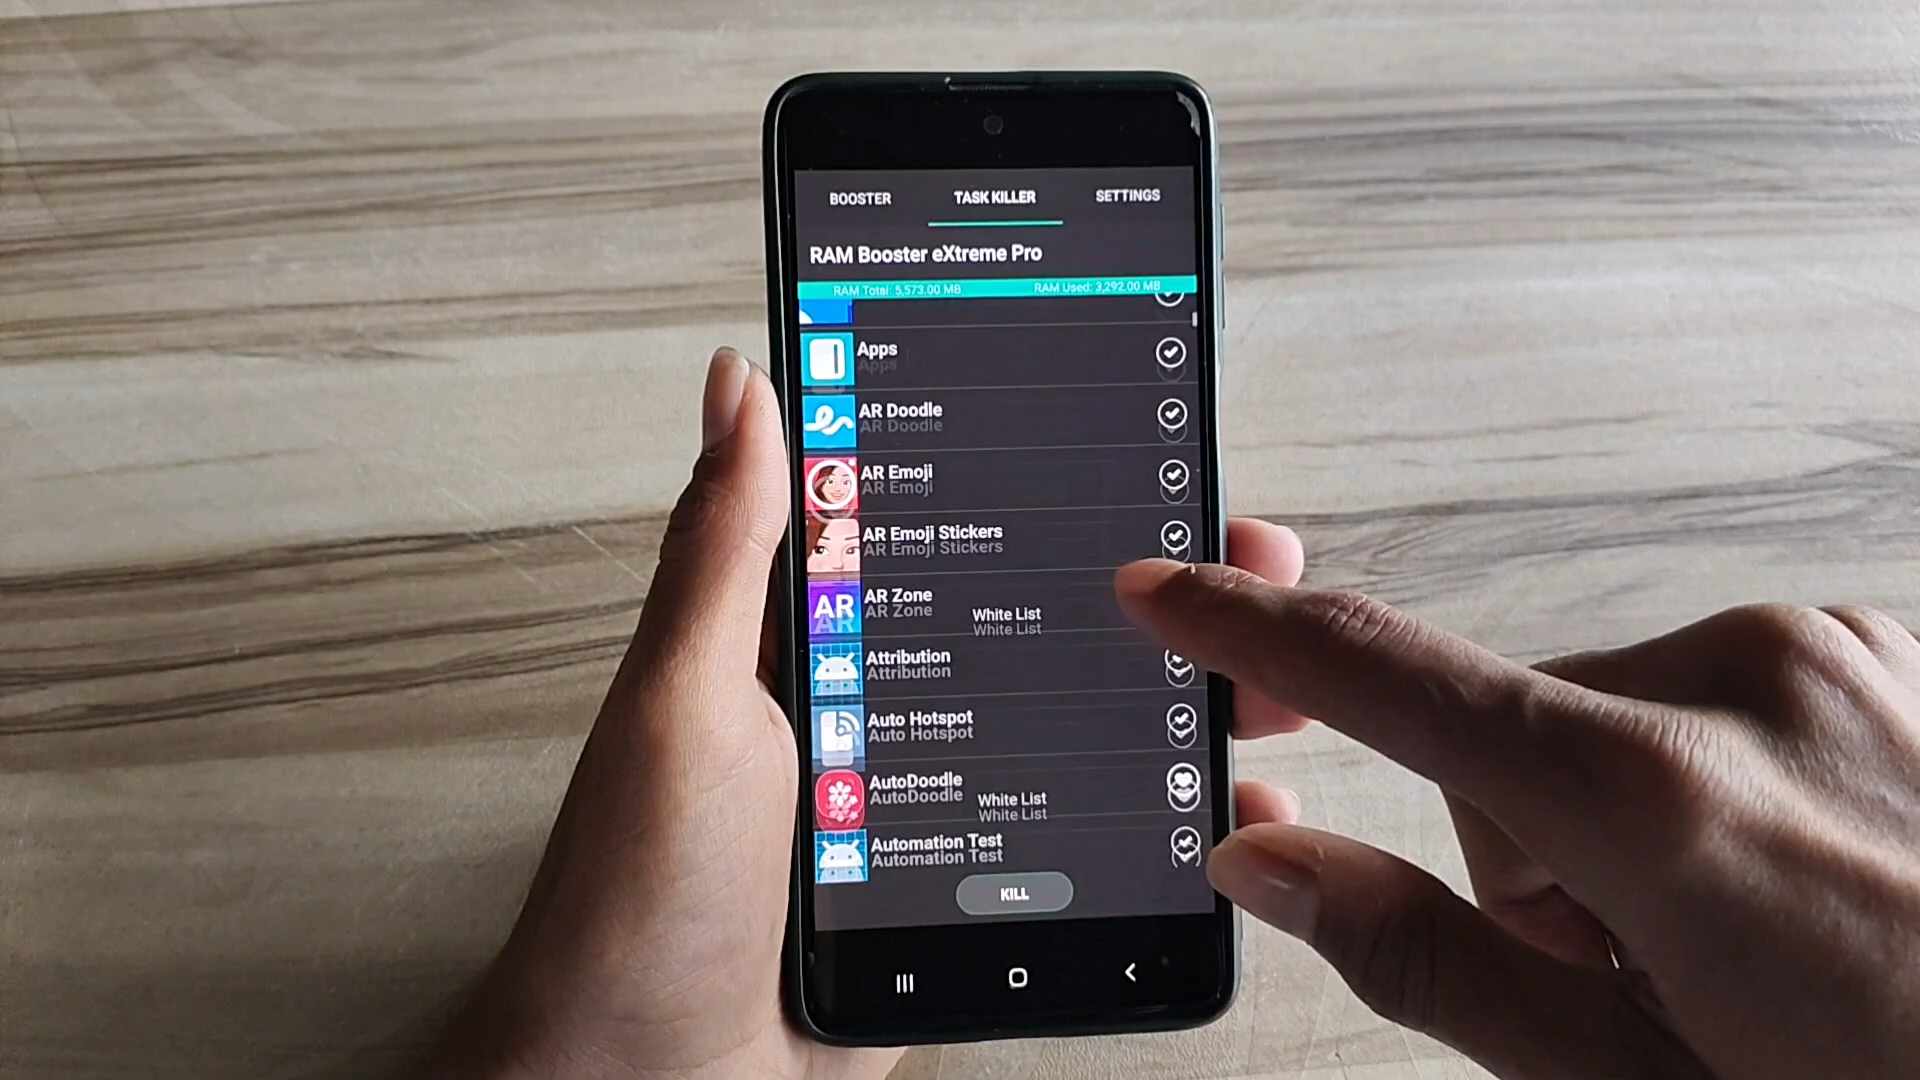 BOOSTER TASK KILLER SETTINGS
RAM Booster eXtreme Pro
RAM Total: 5,573.00 MB RAM Used: 3,292.00 MB
Apps
Apps
AR Doodle
AR Doodle
AR Emoji
AR Emoji
AR Emoji Stickers
AR Emoji Stickers
AR AR Zone
AR AR Zone
White List
White List
Attribution
Attribution
Auto Hotspot
Auto Hotspot
AutoDoodle
AutoDoodle
White List
White List
Automation Test
Automation Test
KILL